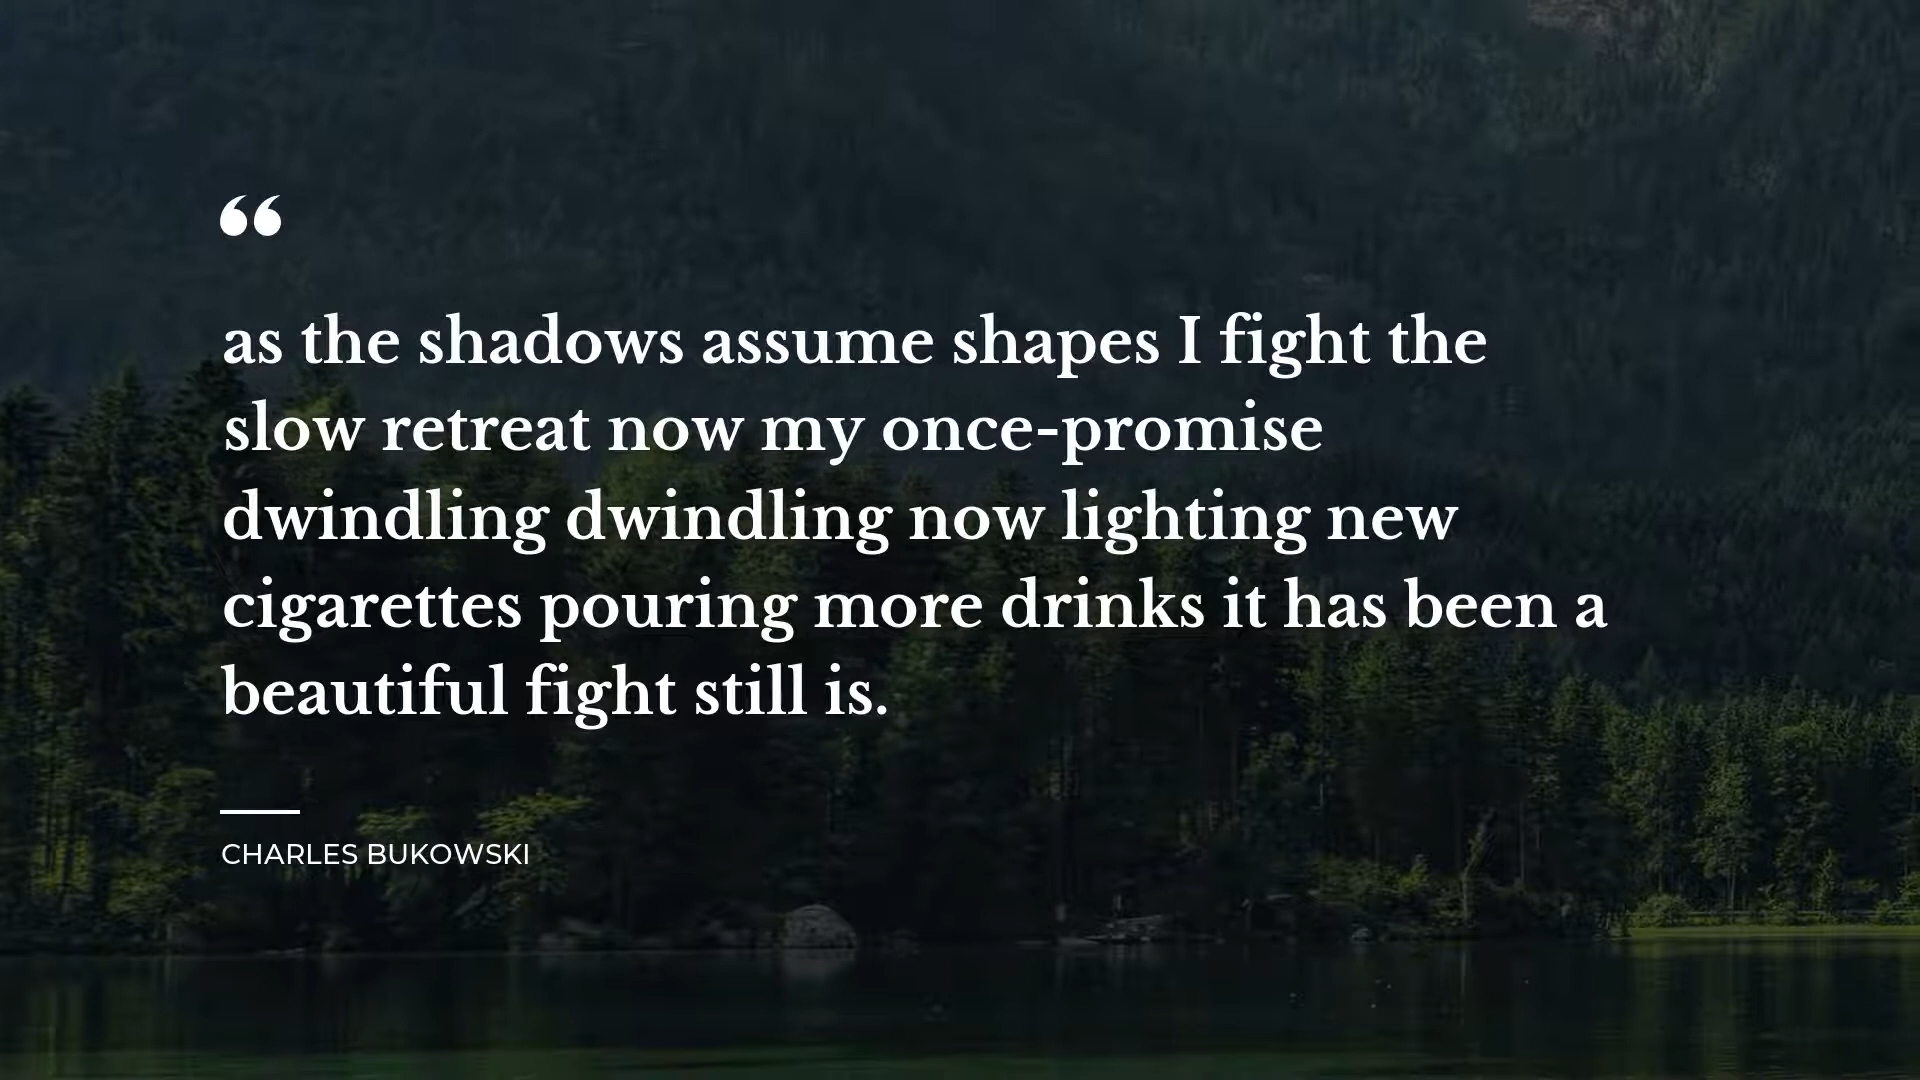 “
as the shadows assume shapes I fight the
slow retreat now my once-promise
dwindling dwindling now lighting new
cigarettes pouring more drinks it has been a
beautiful fight still is.
CHARLES BUKOWSKI